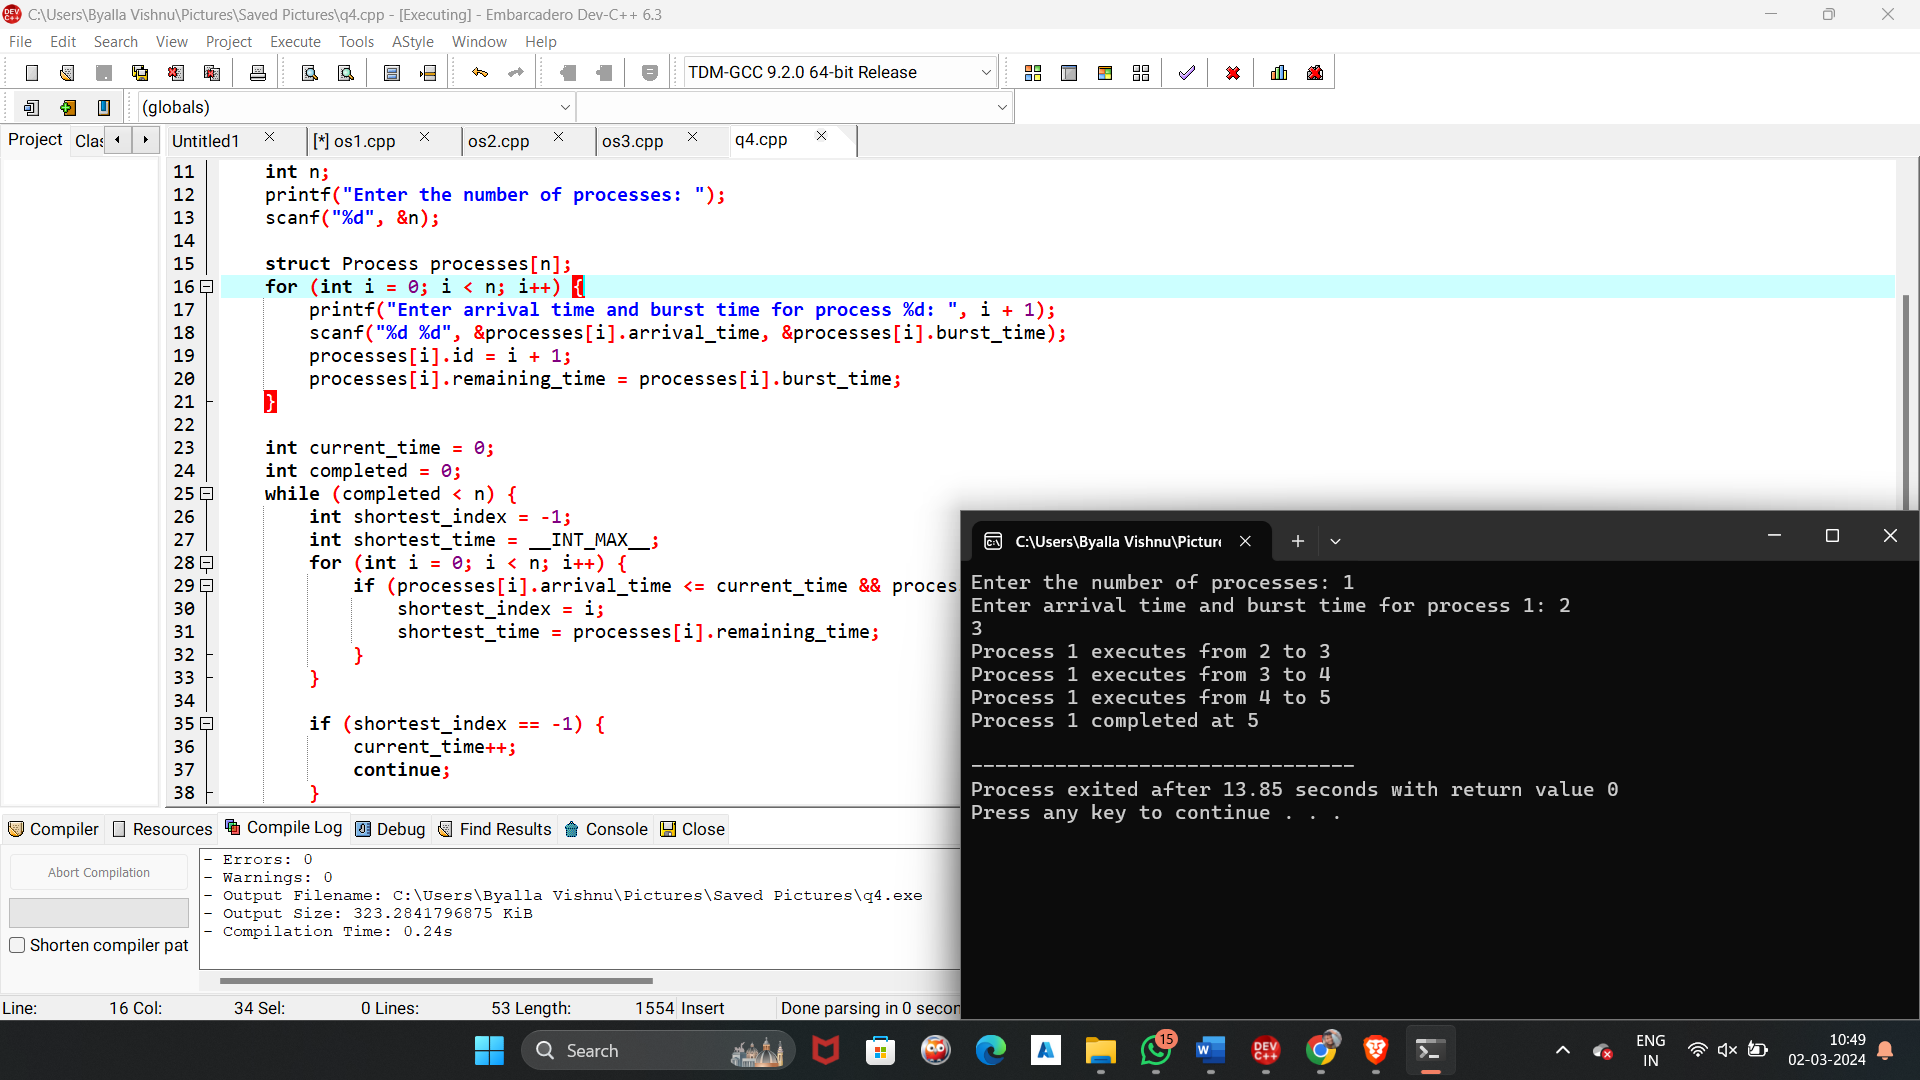 C:\Users\Byalla Vishnu\Pictures\Saved Pictures\q4.cpp - [Executing] - Embarcadero Dev-C++ 6.3
File Edit Search View Project Execute Tools AStyle Window Help
TDM-GCC 9.2.0 64-bit Release
(globals)
Project Clas Untitled1 [*] os1.cpp os2.cpp os3.cpp q4.cpp
11 int n;
12 printf("Enter the number of processes: ");
13 scanf("%d", &n);
14
15 struct Process processes[n];
16 for (int i = 0; i < n; i++) {
17 printf("Enter arrival time and burst time for process %d: ", i + 1);
18 scanf("%d %d", &processes[i].arrival_time, &processes[i].burst_time);
19 processes[i].id = i + 1;
20 processes[i].remaining_time = processes[i].burst_time;
21 }
22
23 int current_time = 0;
24 int completed = 0;
25 while (completed < n) {
26 int shortest_index = -1;
27 int shortest_time = __INT_MAX__;
28 for (int i = 0; i < n; i++) {
29 if (processes[i].arrival_time <= current_time && proces
30 shortest_index = i;
31 shortest_time = processes[i].remaining_time;
32 }
33 }
34
35 if (shortest_index == -1) {
36 current_time++;
37 continue;
38 }
C:\Users\Byalla Vishnu\Pictur
Enter the number of processes: 1
Enter arrival time and burst time for process 1: 2
3
Process 1 executes from 2 to 3
Process 1 executes from 3 to 4
Process 1 executes from 4 to 5
Process 1 completed at 5
--------------------------------
Process exited after 13.85 seconds with return value 0
Press any key to continue . . .
Compiler Resources Compile Log Debug Find Results Console Close
Abort Compilation
Shorten compiler pat
- Errors: 0
- Warnings: 0
- Output Filename: C:\Users\Byalla Vishnu\Pictures\Saved Pictures\q4.exe
- Output Size: 323.2841796875 KiB
- Compilation Time: 0.24s
Line: 16 Col: 34 Sel: 0 Lines: 53 Length: 1554 Insert Done parsing in 0 secon
Search
15
DEV C++
ENG
IN
10:49
02-03-2024